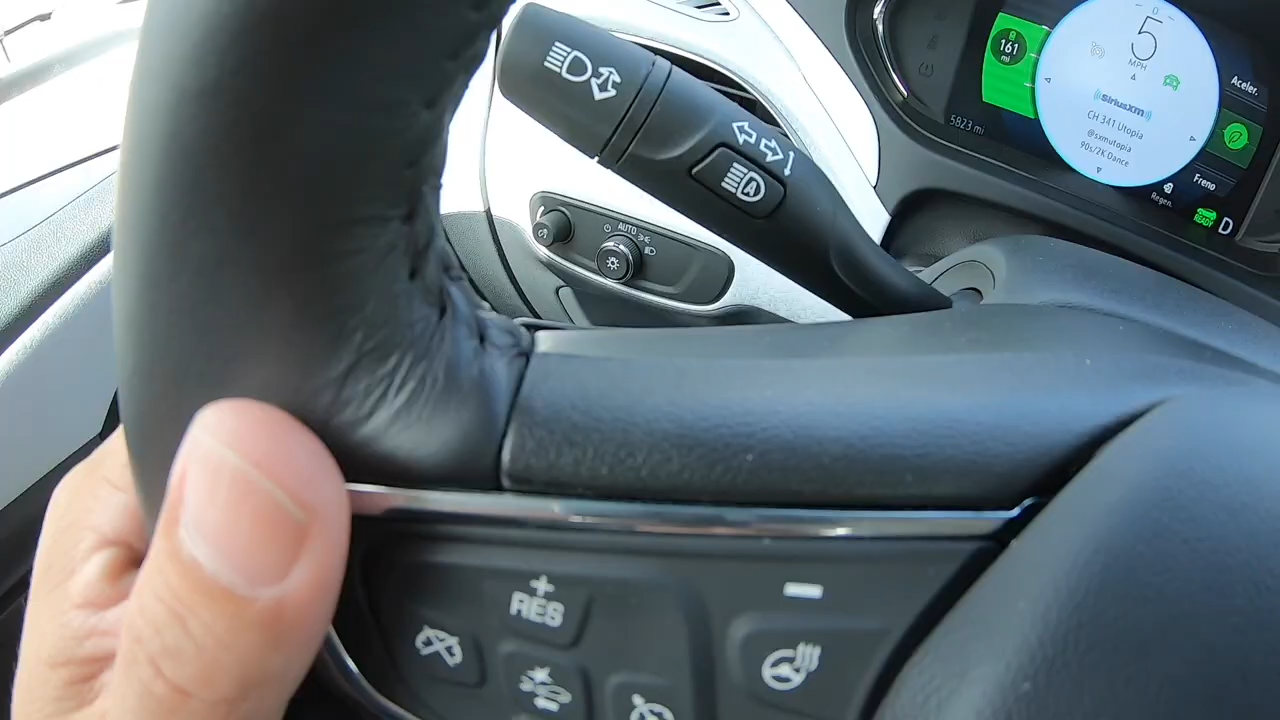 161
mi
5823 mi
5
MPH
SiriusXM
CH 341 Utopia
@sxmutopia
90s/2K Dance
Aceler.
Freno
Regen.
READY D
A
AUTO
+
RES